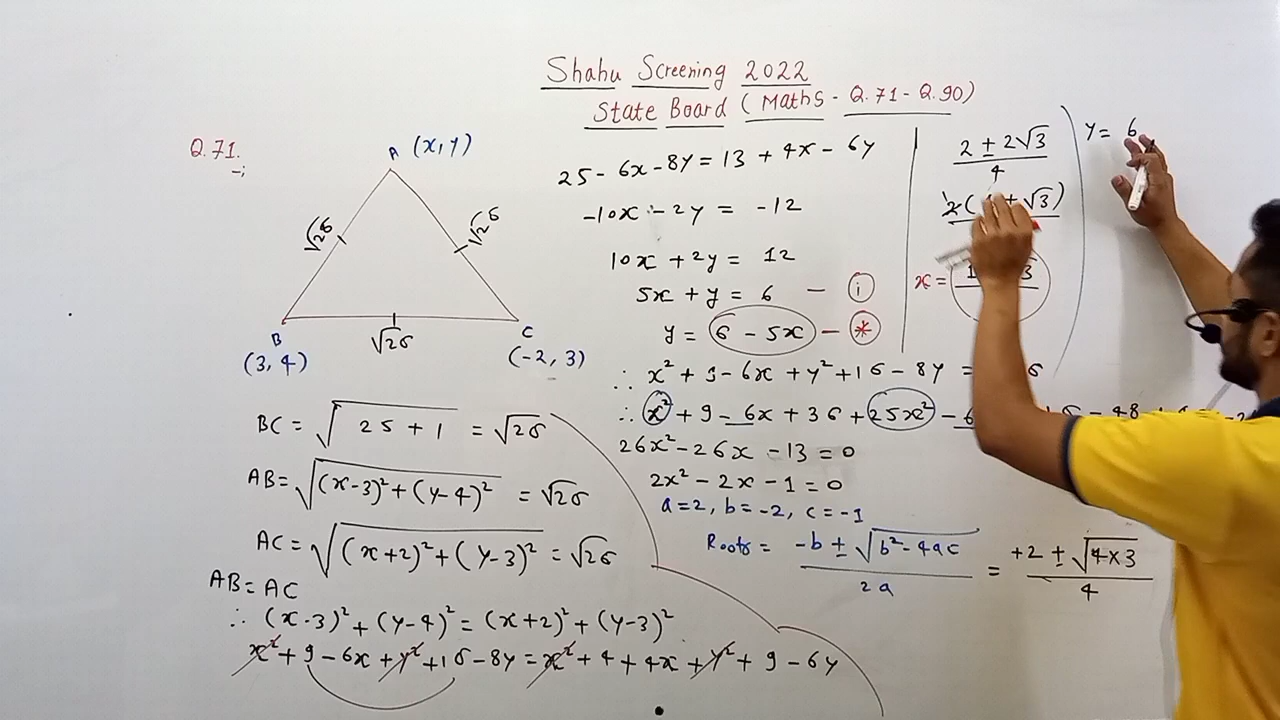 Shahu Screening 2022
State Board (Maths - Q.71 - Q.90)
Q.71.
A (x,y)
√26
√26
B
(3, 4)
√26
C
(-2, 3)
BC = √25 + 1 = √26
AB = √(x-3)² + (y-4)² = √26
AC = √(x+2)² + (y-3)² = √26
AB = AC
∴ (x-3)² + (y-4)² = (x+2)² + (y-3)²
x² + 9 - 6x + y² + 16 - 8y = x² + 4 + 4x + y² + 9 - 6y
25 - 6x - 8y = 13 + 4x - 6y
-10x - 2y = -12
10x + 2y = 12
5x + y = 6 - (i)
y = 6 - 5x - *
∴ x² + 9 - 6x + y² + 16 - 8y =
∴ x² + 9 - 6x + 36 + 25x² - 6
26x² - 26x - 13 = 0
2x² - 2x - 1 = 0
a = 2, b = -2, c = -1
Roots = -b ± √b² - 4ac / 2a = +2 ± √4 × 3 / 4
2 ± 2√3 / 4
2( √3)
x =
y = 6